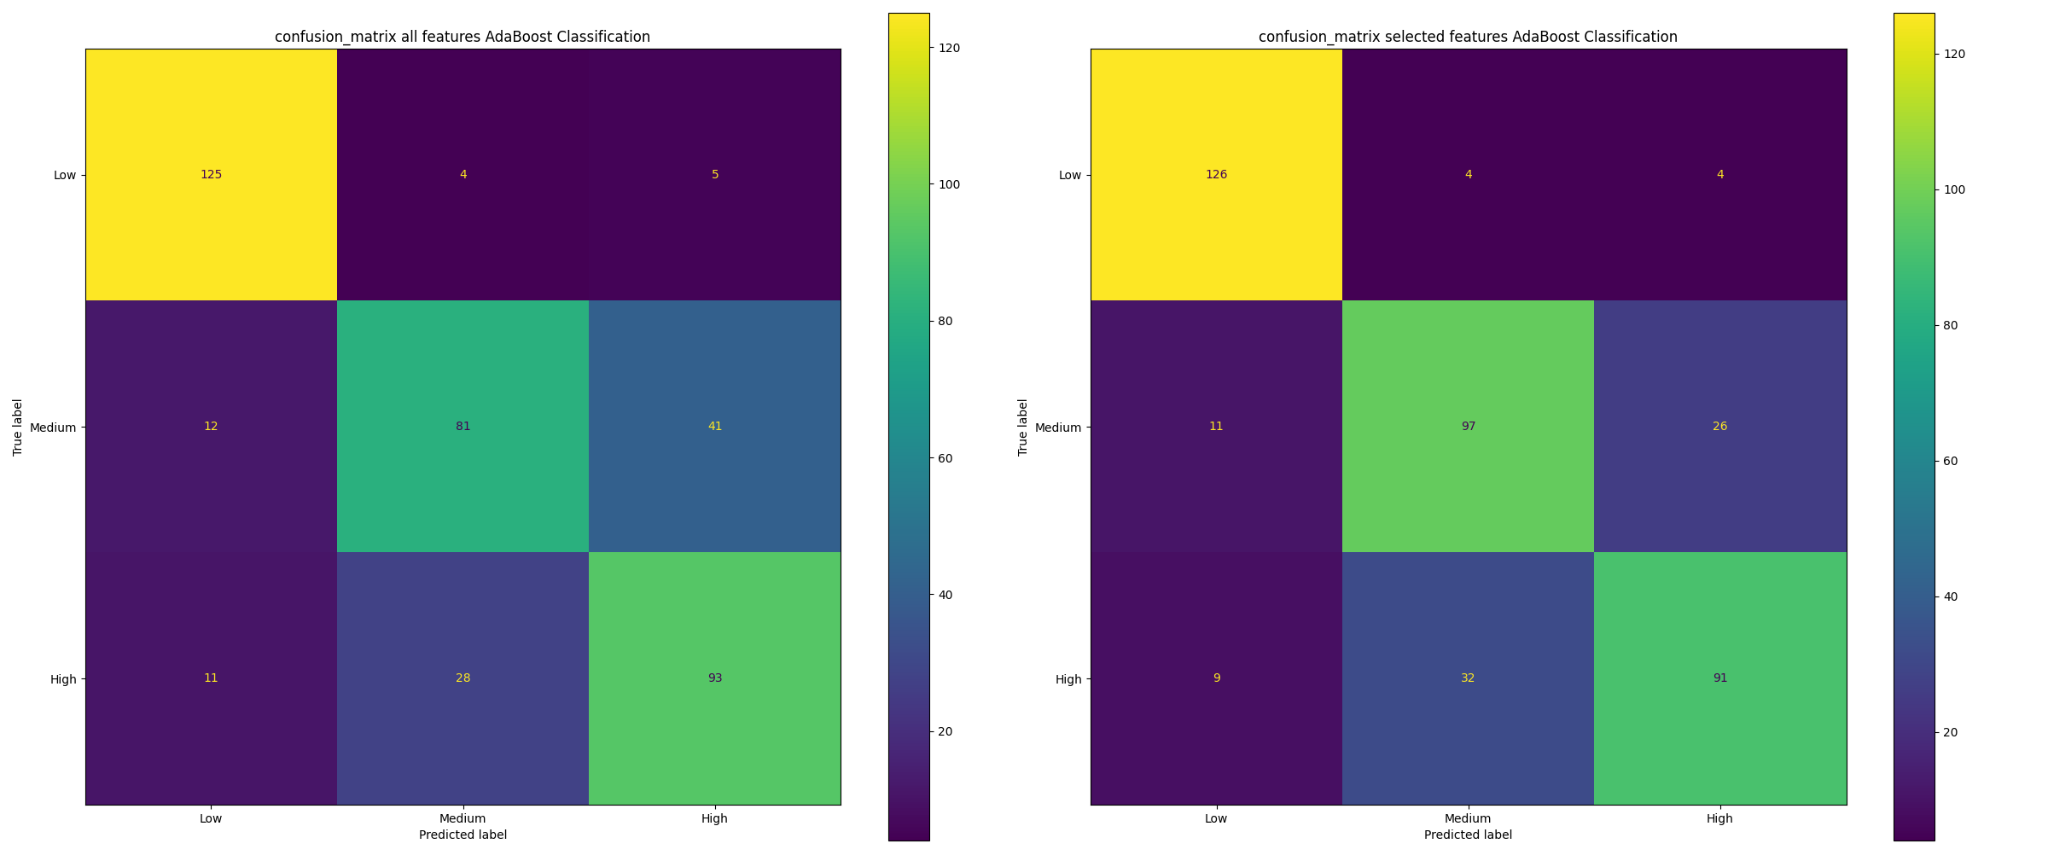 confusion_matrix all features AdaBoost Classification
True label
Low
125 4 5
Medium
12 81 41
High
11 28 93
Low Medium High
Predicted label
120
100
80
60
40
20
confusion_matrix selected features AdaBoost Classification
True label
Low
126 4 4
Medium
11 97 26
High
9 32 91
Low Medium High
Predicted label
120
100
80
60
40
20